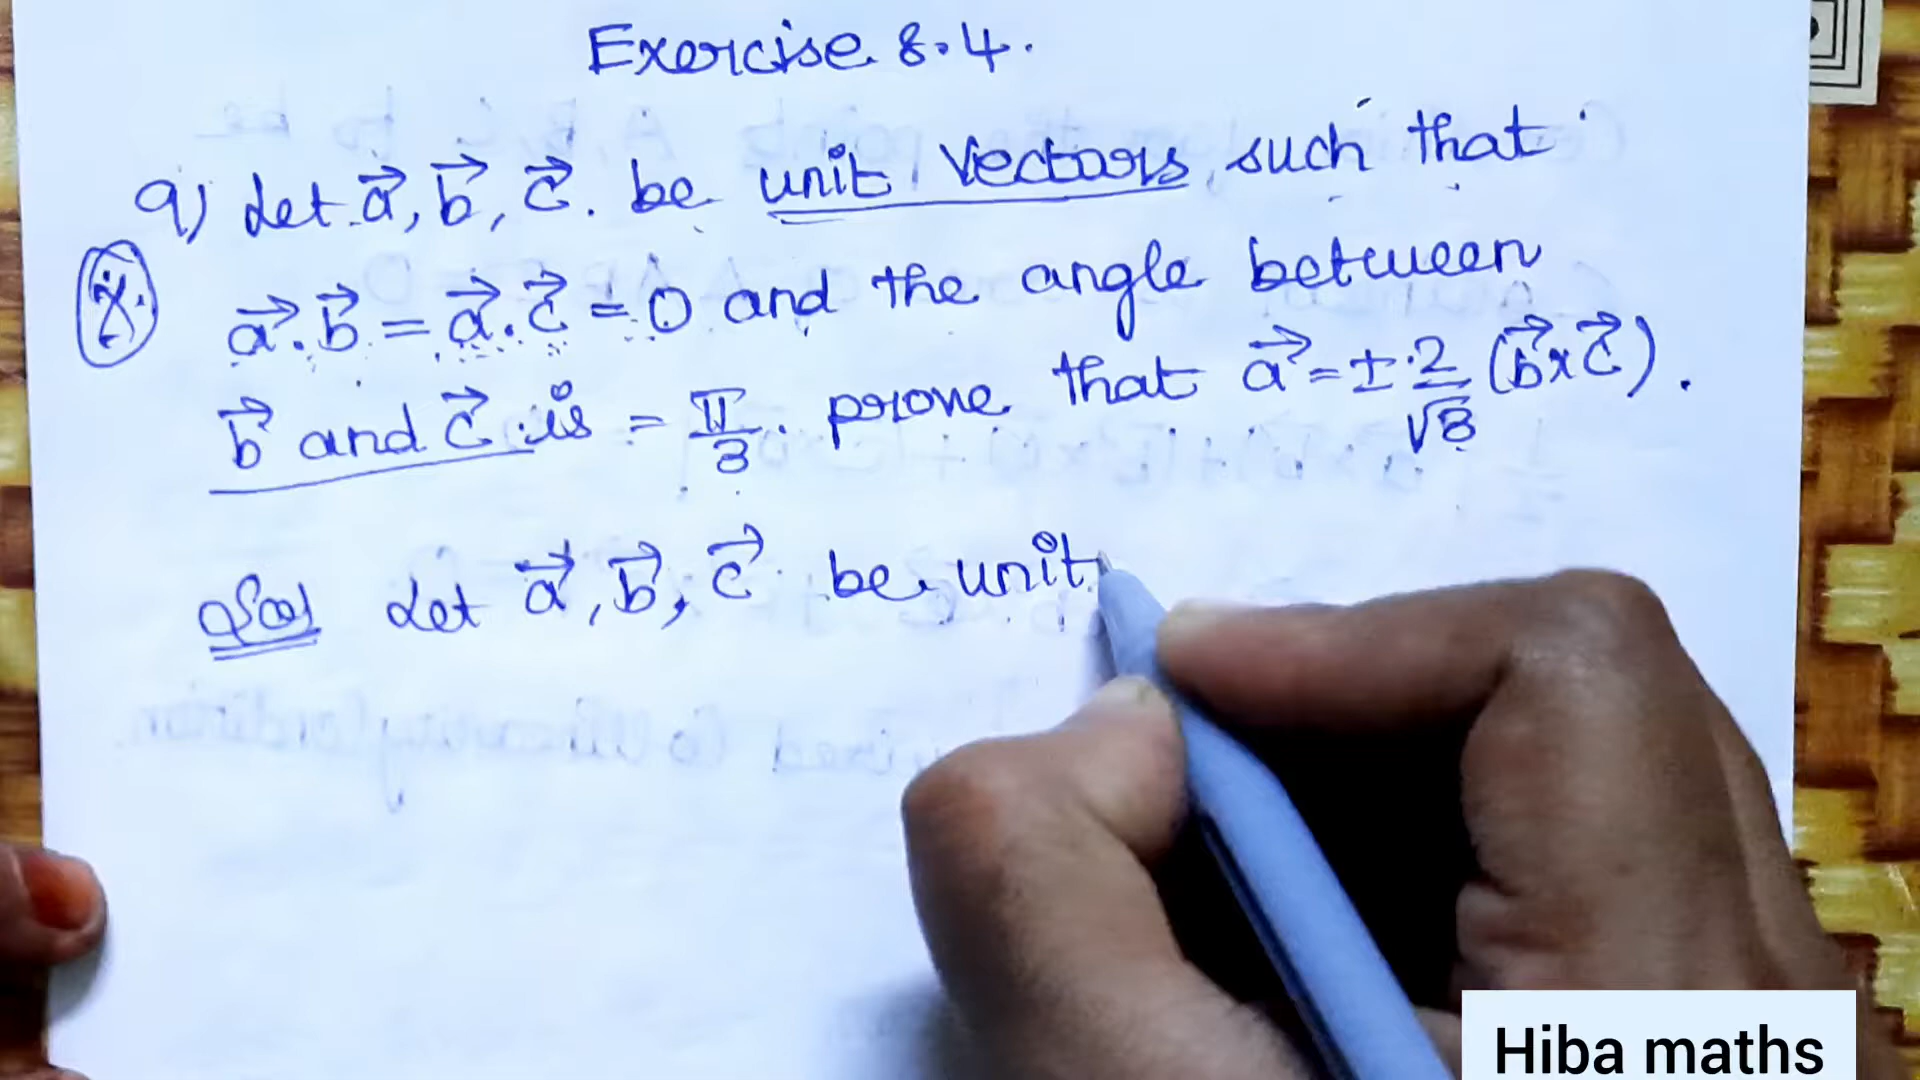 Exercise 8.4.
9) Let a⃗, b⃗, c⃗. be unit vectors such that
a⃗.b⃗ = a⃗.c⃗ = 0 and the angle between
b⃗ and c⃗ is = π/3. prove that a⃗ = ± 2/√3 (b⃗×c⃗).
Sol Let a⃗, b⃗, c⃗ be unit
Hiba maths